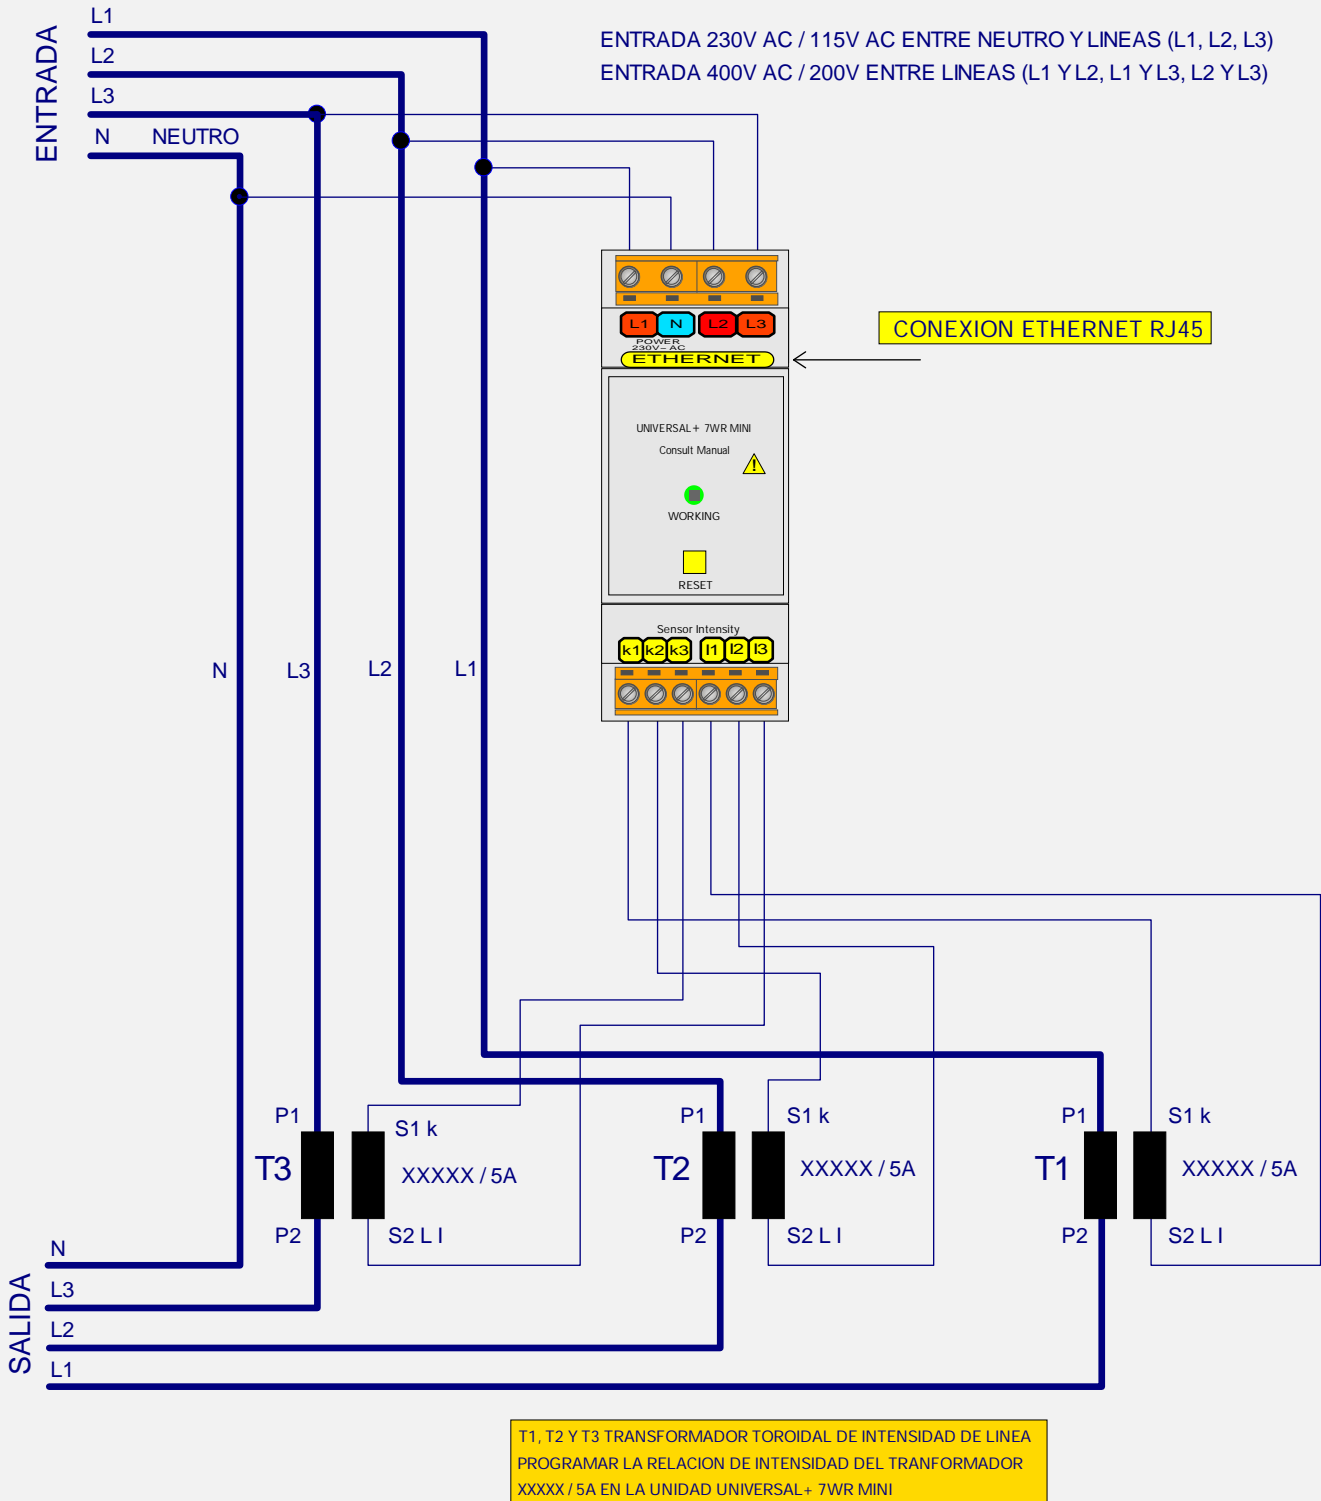 ENTRADA
L1
L2
L3
N NEUTRO
ENTRADA 230V AC / 115V AC ENTRE NEUTRO Y LINEAS (L1, L2, L3)
ENTRADA 400V AC / 200V ENTRE LINEAS (L1 Y L2, L1 Y L3, L2 Y L3)
L1 N L2 L3
POWER
230V~ AC
ETHERNET
CONEXION ETHERNET RJ45
UNIVERSAL+ 7WR MINI
Consult Manual
!
WORKING
RESET
Sensor Intensity
k1 k2 k3 l1 l2 l3
N L3 L2 L1
P1 S1 k P1 S1 k P1 S1 k
T3 XXXXX / 5A T2 XXXXX / 5A T1 XXXXX / 5A
P2 S2 L I P2 S2 L I P2 S2 L I
SALIDA
N
L3
L2
L1
T1, T2 Y T3 TRANSFORMADOR TOROIDAL DE INTENSIDAD DE LINEA
PROGRAMAR LA RELACION DE INTENSIDAD DEL TRANFORMADOR
XXXXX / 5A EN LA UNIDAD UNIVERSAL+ 7WR MINI